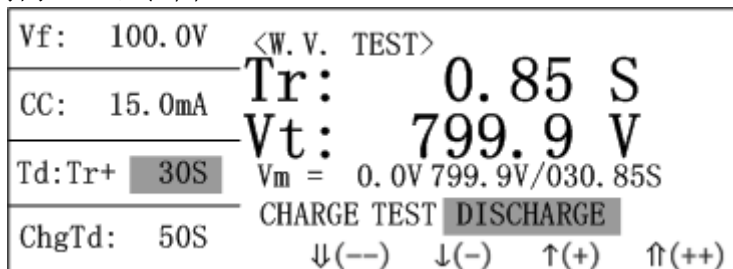 Vf: 100.0V
CC: 15.0mA
Td:Tr+ 30S
ChgTd: 50S
<W.V. TEST>
Tr: 0.85 S
Vt: 799.9 V
Vm = 0.0V 799.9V/030.85S
CHARGE TEST DISCHARGE
⇓(--) ↓(-) ↑(+) ⇑(++)